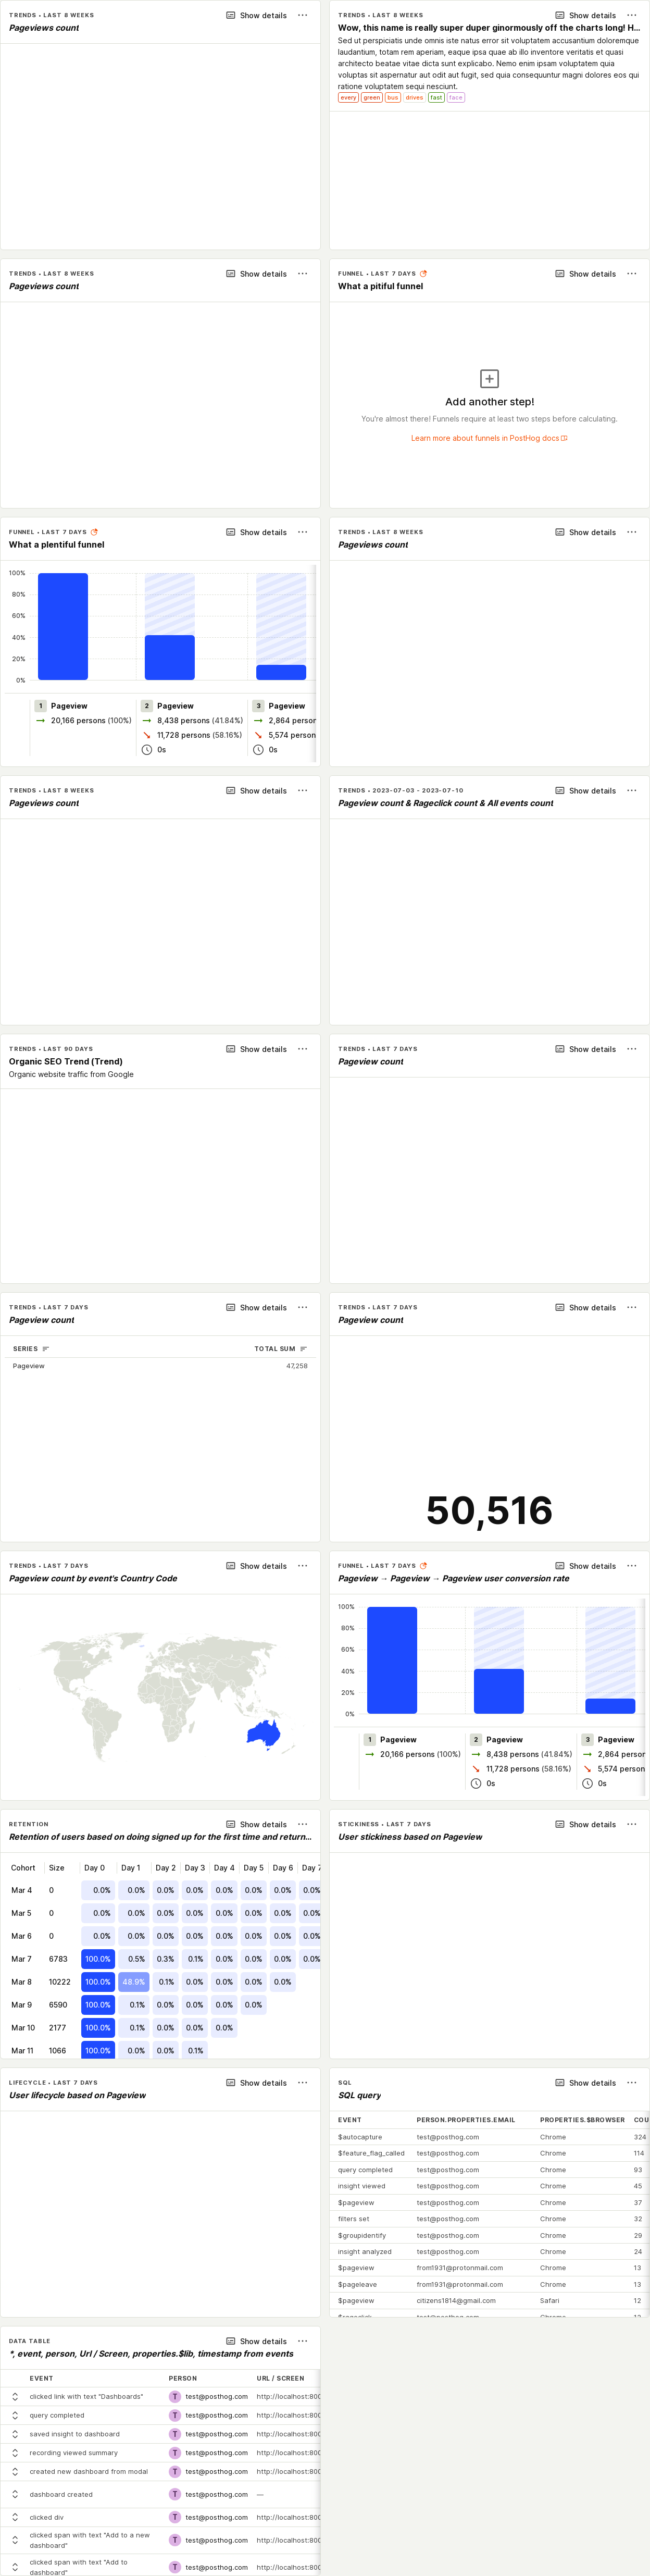 TRENDS • LAST 8 WEEKS
Show details
Pageviews count
TRENDS • LAST 8 WEEKS
Show details
Wow, this name is really super duper ginormously off the charts long! H...
Sed ut perspiciatis unde omnis iste natus error sit voluptatem accusantium doloremque
laudantium, totam rem aperiam, eaque ipsa quae ab illo inventore veritatis et quasi
architecto beatae vitae dicta sunt explicabo. Nemo enim ipsam voluptatem quia
voluptas sit aspernatur aut odit aut fugit, sed quia consequuntur magni dolores eos qui
ratione voluptatem sequi nesciunt.
every green bus drives fast face
TRENDS • LAST 8 WEEKS
Show details
Pageviews count
FUNNEL • LAST 7 DAYS
Show details
What a pitiful funnel
Add another step!
You're almost there! Funnels require at least two steps before calculating.
Learn more about funnels in PostHog docs
FUNNEL • LAST 7 DAYS
Show details
What a plentiful funnel
100%
80%
60%
40%
20%
0%
1 Pageview
20,166 persons (100%)
2 Pageview
8,438 persons (41.84%)
11,728 persons (58.16%)
0s
3 Pageview
2,864 person
5,574 person
0s
TRENDS • LAST 8 WEEKS
Show details
Pageviews count
TRENDS • LAST 8 WEEKS
Show details
Pageviews count
TRENDS • 2023-07-03 - 2023-07-10
Show details
Pageview count & Rageclick count & All events count
TRENDS • LAST 90 DAYS
Show details
Organic SEO Trend (Trend)
Organic website traffic from Google
TRENDS • LAST 7 DAYS
Show details
Pageview count
TRENDS • LAST 7 DAYS
Show details
Pageview count
SERIES TOTAL SUM
Pageview 47,258
TRENDS • LAST 7 DAYS
Show details
Pageview count
50,516
TRENDS • LAST 7 DAYS
Show details
Pageview count by event's Country Code
FUNNEL • LAST 7 DAYS
Show details
Pageview → Pageview → Pageview user conversion rate
100%
80%
60%
40%
20%
0%
1 Pageview
20,166 persons (100%)
2 Pageview
8,438 persons (41.84%)
11,728 persons (58.16%)
0s
3 Pageview
2,864 person
5,574 person
0s
RETENTION
Show details
Retention of users based on doing signed up for the first time and return...
Cohort Size Day 0 Day 1 Day 2 Day 3 Day 4 Day 5 Day 6 Day 7
Mar 4 0 0.0% 0.0% 0.0% 0.0% 0.0% 0.0% 0.0% 0.0%
Mar 5 0 0.0% 0.0% 0.0% 0.0% 0.0% 0.0% 0.0% 0.0%
Mar 6 0 0.0% 0.0% 0.0% 0.0% 0.0% 0.0% 0.0% 0.0%
Mar 7 6783 100.0% 0.5% 0.3% 0.1% 0.0% 0.0% 0.0% 0.0%
Mar 8 10222 100.0% 48.9% 0.1% 0.0% 0.0% 0.0% 0.0%
Mar 9 6590 100.0% 0.1% 0.0% 0.0% 0.0% 0.0%
Mar 10 2177 100.0% 0.1% 0.0% 0.0% 0.0%
Mar 11 1066 100.0% 0.0% 0.0% 0.1%
STICKINESS • LAST 7 DAYS
Show details
User stickiness based on Pageview
LIFECYCLE • LAST 7 DAYS
Show details
User lifecycle based on Pageview
SQL
Show details
SQL query
EVENT PERSON.PROPERTIES.EMAIL PROPERTIES.$BROWSER COU
$autocapture test@posthog.com Chrome 324
$feature_flag_called test@posthog.com Chrome 114
query completed test@posthog.com Chrome 93
insight viewed test@posthog.com Chrome 45
$pageview test@posthog.com Chrome 37
filters set test@posthog.com Chrome 32
$groupidentify test@posthog.com Chrome 29
insight analyzed test@posthog.com Chrome 24
$pageview from1931@protonmail.com Chrome 13
$pageleave from1931@protonmail.com Chrome 13
$pageview citizens1814@gmail.com Safari 12
DATA TABLE
Show details
*, event, person, Url / Screen, properties.$lib, timestamp from events
EVENT PERSON URL / SCREEN
clicked link with text "Dashboards" T test@posthog.com http://localhost:800
query completed T test@posthog.com http://localhost:800
saved insight to dashboard T test@posthog.com http://localhost:800
recording viewed summary T test@posthog.com http://localhost:800
created new dashboard from modal T test@posthog.com http://localhost:800
dashboard created T test@posthog.com —
clicked div T test@posthog.com http://localhost:800
clicked span with text "Add to a new
dashboard" T test@posthog.com http://localhost:800
clicked span with text "Add to
dashboard" T test@posthog.com http://localhost:800